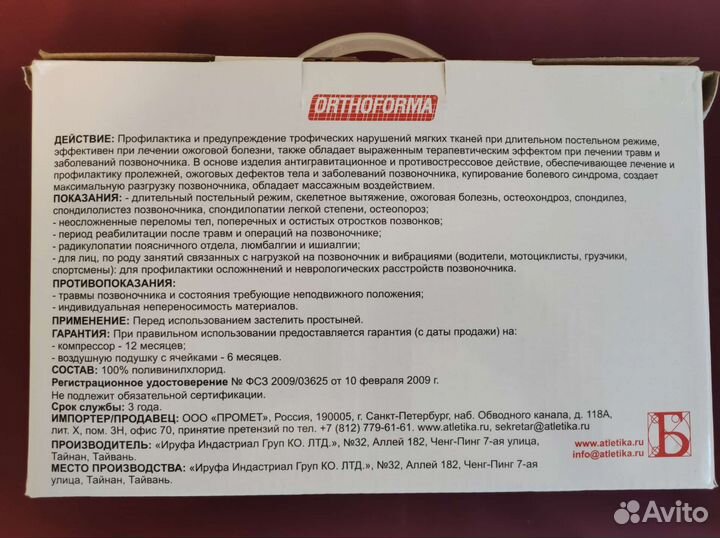 ORTHOFORMA
ДЕЙСТВИЕ: Профилактика и предупреждение трофических нарушений мягких тканей при длительном постельном режиме,
эффективен при лечении ожоговой болезни, также обладает выраженным терапевтическим эффектом при лечении травм и
заболеваний позвоночника. В основе изделия антигравитационное и противострессовое действие, обеспечивающее лечение и
профилактику пролежней, ожоговых дефектов тела и заболеваний позвоночника, купирование болевого синдрома, создает
максимальную разгрузку позвоночника, обладает массажным воздействием.
ПОКАЗАНИЯ: - длительный постельный режим, скелетное вытяжение, ожоговая болезнь, остеохондроз, спондилез,
спондилолистез позвоночника, спондилопатии легкой степени, остеопороз;
- неосложненные переломы тел, поперечных и остистых отростков позвонков;
- период реабилитации после травм и операций на позвоночнике;
- радикулопатии поясничного отдела, люмбалгии и ишиалгии;
- для лиц, по роду занятий связанных с нагрузкой на позвоночник и вибрациями (водители, мотоциклисты, грузчики,
спортсмены): для профилактики осложннений и неврологических расстройств позвоночника.
ПРОТИВОПОКАЗАНИЯ:
- травмы позвоночника и состояния требующие неподвижного положения;
- индивидуальная непереносимость материалов.
ПРИМЕНЕНИЕ: Перед использованием застелить простыней.
ГАРАНТИЯ: При правильном использовании предоставляется гарантия (с даты продажи) на:
- компрессор - 12 месяцев;
- воздушную подушку с ячейками - 6 месяцев.
СОСТАВ: 100% поливинилхлорид.
Регистрационное удостоверение № ФСЗ 2009/03625 от 10 февраля 2009 г.
Не подлежит обязательной сертификации.
Срок службы: 3 года.
ИМПОРТЕР/ПРОДАВЕЦ: ООО «ПРОМЕТ», Россия, 190005, г. Санкт-Петербург, наб. Обводного канала, д. 118А,
лит. Х, пом. 3Н, офис 70, принятие претензий по тел. +7 (812) 779-61-61. www.atletika.ru, sekretar@atletika.ru
ПРОИЗВОДИТЕЛЬ: «Ируфа Индастриал Груп КО. ЛТД.», №32, Аллей 182, Ченг-Пинг 7-ая улица,
Тайнан, Тайвань.
МЕСТО ПРОИЗВОДСТВА: «Ируфа Индастриал Груп КО. ЛТД.», №32, Аллей 182, Ченг-Пинг 7-ая
улица, Тайнан, Тайвань.
www.atletika.ru
info@atletika.ru
Б
Avito